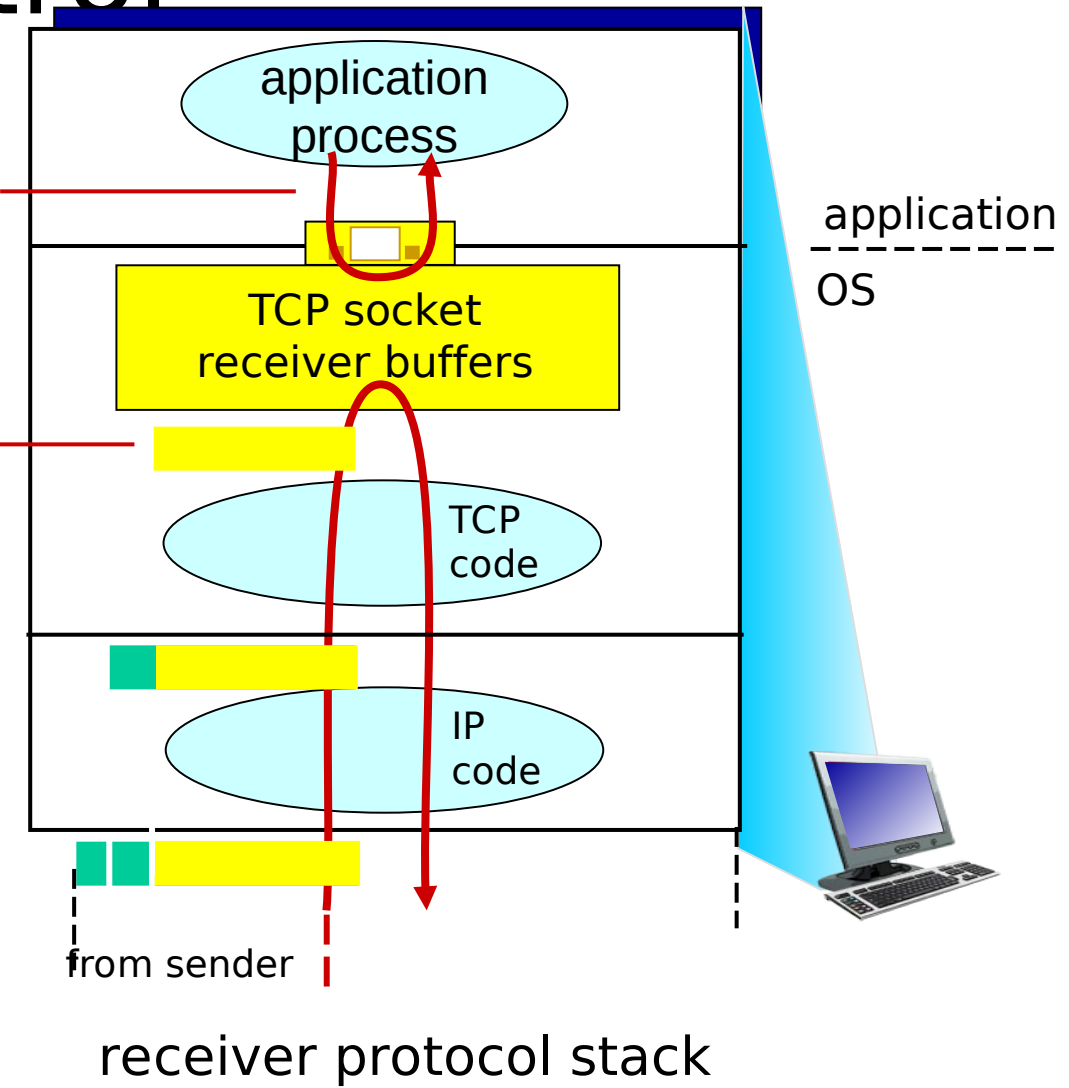 application
process
application
OS
TCP socket
receiver buffers
TCP
code
IP
code
from sender
receiver protocol stack